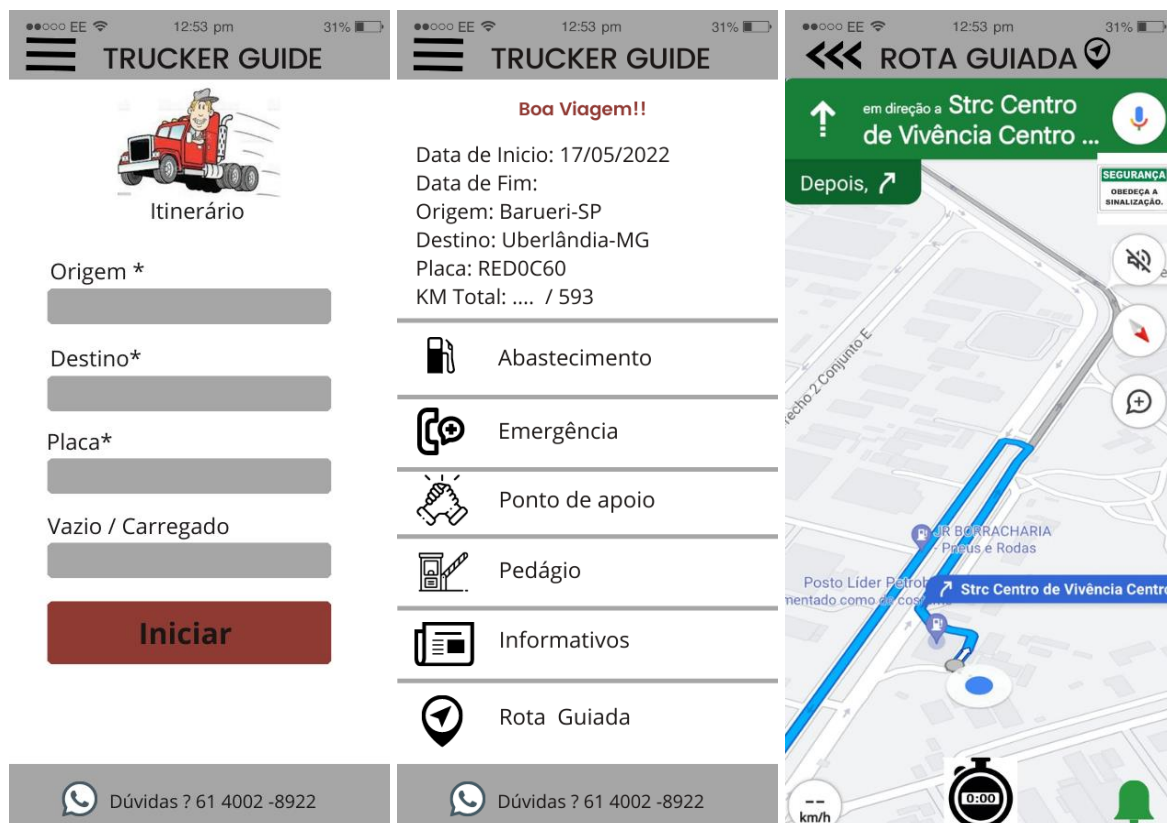 EE 12:53 pm 31%
TRUCKER GUIDE
Itinerário
Origem *
Destino*
Placa*
Vazio / Carregado
Iniciar
Dúvidas ? 61 4002 -8922
EE 12:53 pm 31%
TRUCKER GUIDE
Boa Viagem!!
Data de Inicio: 17/05/2022
Data de Fim:
Origem: Barueri-SP
Destino: Uberlândia-MG
Placa: RED0C60
KM Total: .... / 593
Abastecimento
Emergência
Ponto de apoio
Pedágio
Informativos
Rota Guiada
Dúvidas ? 61 4002 -8922
EE 12:53 pm 31%
<<< ROTA GUIADA
em direção a Strc Centro
de Vivência Centro ...
Depois,
SEGURANÇA
OBEDEÇA A
SINALIZAÇÃO.
echo 2 Conjunto E
JR BORRACHARIA
- Pneus e Rodas
Posto Líder Petrob
mentado como de cos
Strc Centro de Vivência Centro
0:00
--
km/h